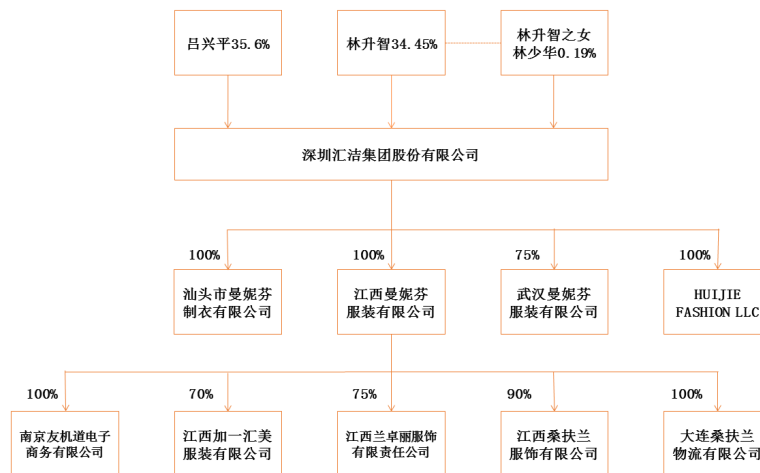 吕兴平35.6%
林升智34.45%
林升智之女
林少华0.19%
深圳汇洁集团股份有限公司
100%
100%
75%
100%
汕头市曼妮芬
制衣有限公司
江西曼妮芬
服装有限公司
武汉曼妮芬
服装有限公司
HUIJIE
FASHION LLC
100%
70%
75%
90%
100%
南京友机道电子
商务有限公司
江西加一汇美
服装有限公司
江西兰卓丽服饰
有限责任公司
江西桑扶兰
服饰有限公司
大连桑扶兰
物流有限公司